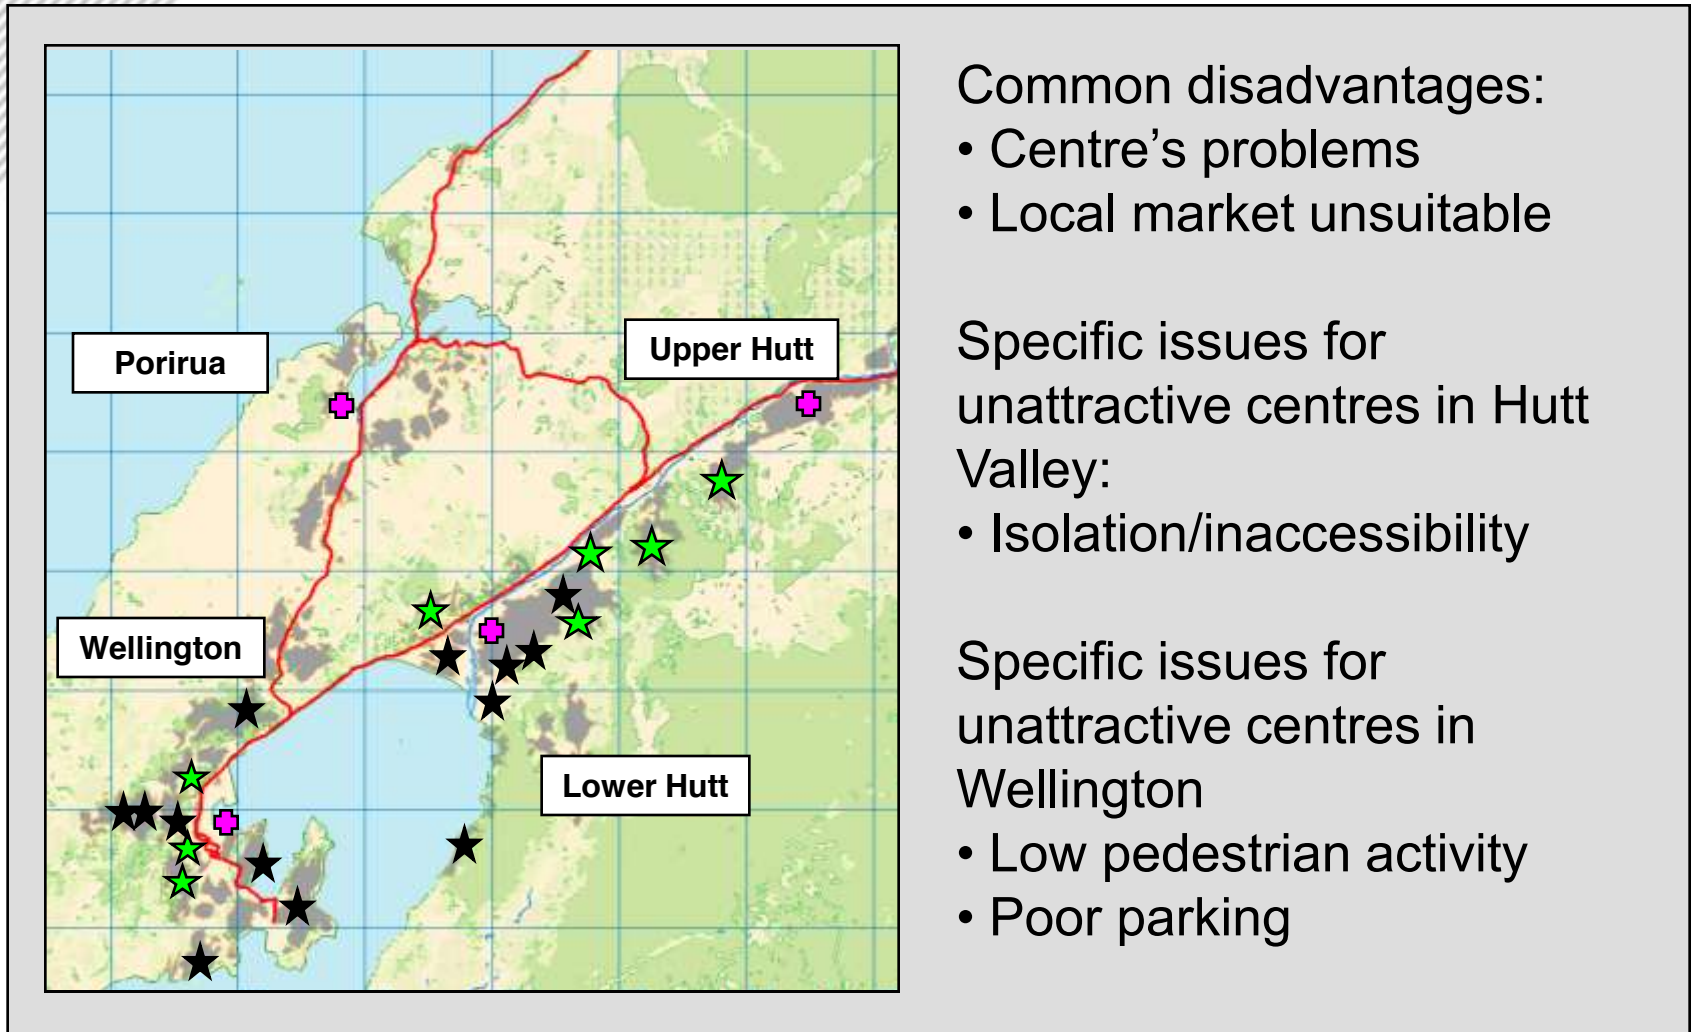 Porirua
Upper Hutt
Wellington
Lower Hutt
Common disadvantages:
• Centre’s problems
• Local market unsuitable
Specific issues for
unattractive centres in Hutt
Valley:
• Isolation/inaccessibility
Specific issues for
unattractive centres in
Wellington
• Low pedestrian activity
• Poor parking